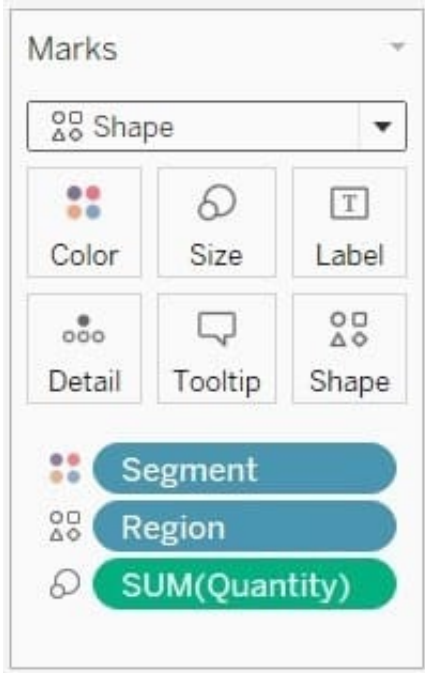 Marks
Shape
Color Size Label
Detail Tooltip Shape
Segment
Region
SUM(Quantity)